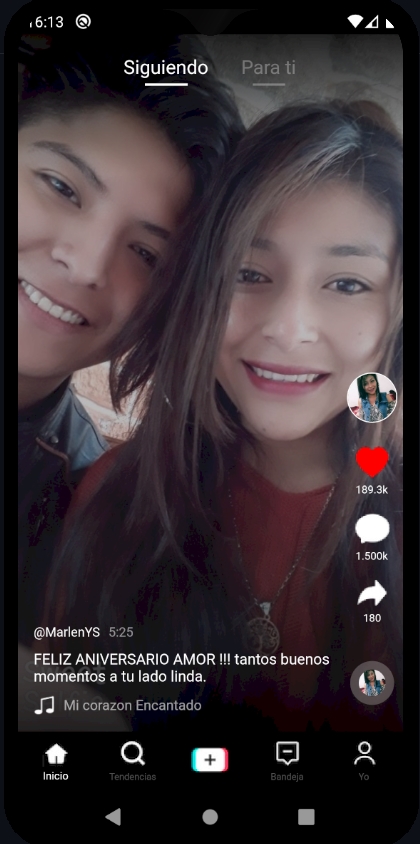 6:13
Siguiendo Para ti
189.3k
1.500k
180
@MarlenYS 5:25
FELIZ ANIVERSARIO AMOR !!! tantos buenos
momentos a tu lado linda.
Mi corazon Encantado
Inicio Tendencias Bandeja Yo